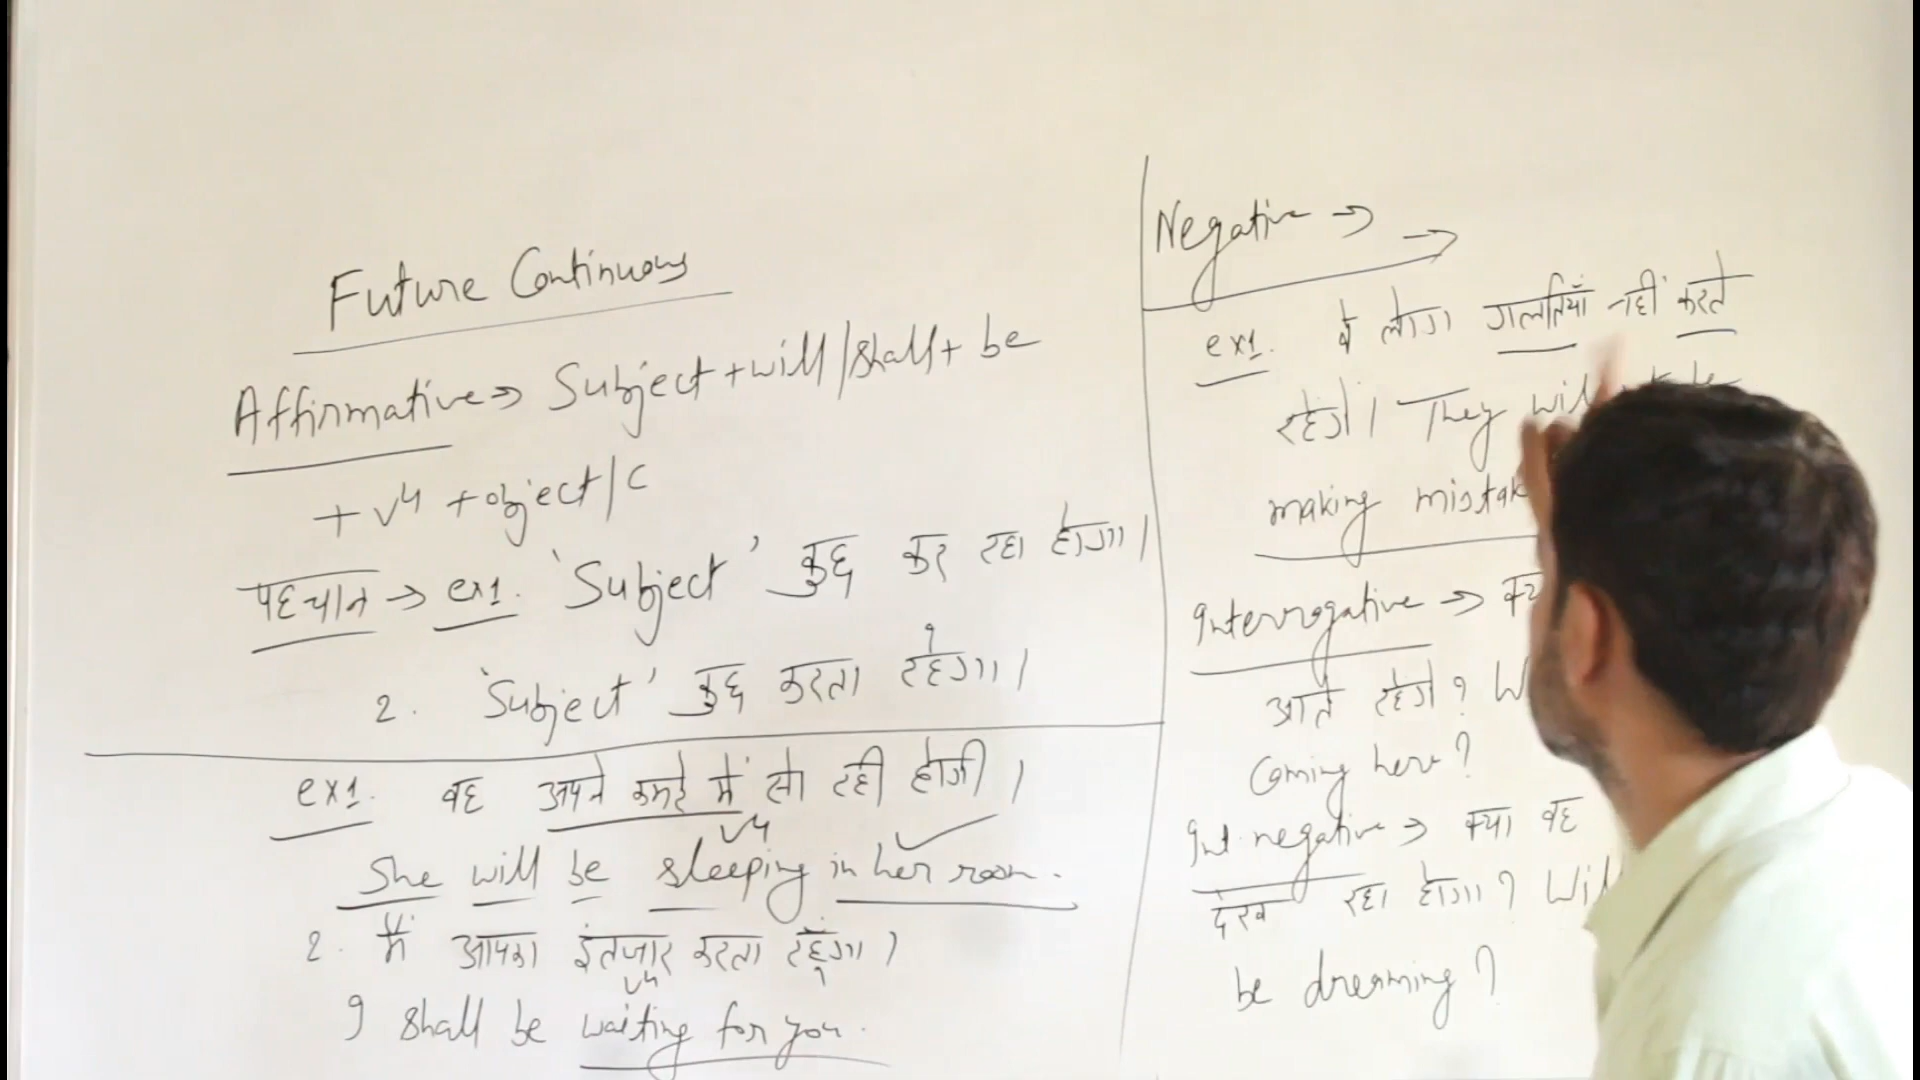 Future Continuous
Affirmative → Subject + will/shall + be
+ v4 + object/c
पहचान → ex1. 'Subject' कुछ कर रहा होगा।
2. 'Subject' कुछ करता रहेगा।
ex1. वह अपने कमरे में सो रही होगी।
v4
She will be sleeping in her room.
2. मैं आपका इंतजार करता रहूँगा।
v4
I shall be waiting for you.
Negative →
→
ex1. वे लोग गलतियाँ नहीं करते
रहेंगे। They
making
Interrogative →
आते रहेंगे? W
Coming here?
Int. negative → क्या वह
देख रहा होगा? Wil
be dreaming?